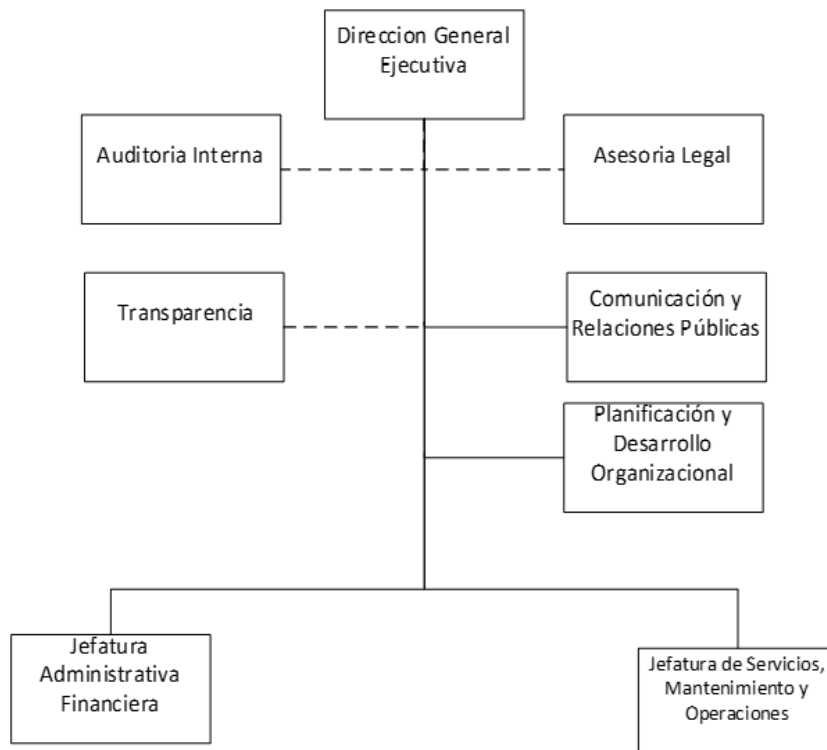 Direccion General
Ejecutiva
Auditoria Interna
Asesoria Legal
Transparencia
Comunicación y
Relaciones Públicas
Planificación y
Desarrollo
Organizacional
Jefatura
Administrativa
Financiera
Jefatura de Servicios,
Mantenimiento y
Operaciones